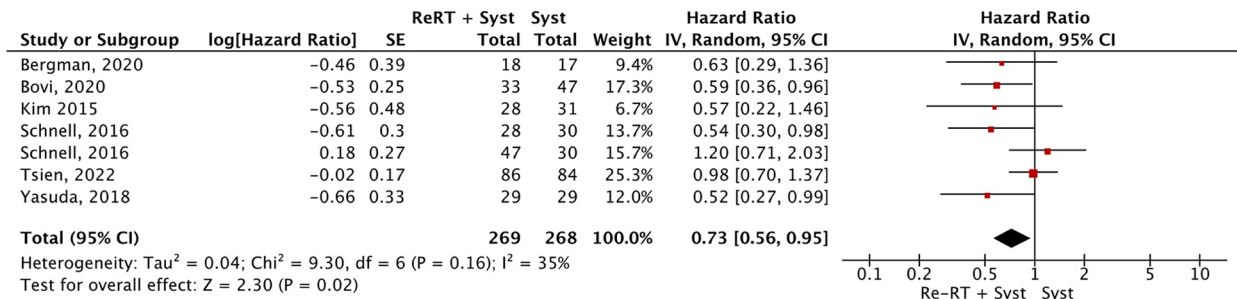 ReRT + Syst Syst Hazard Ratio Hazard Ratio
Study or Subgroup log[Hazard Ratio] SE Total Total Weight IV, Random, 95% CI IV, Random, 95% CI
Bergman, 2020 −0.46 0.39 18 17 9.4% 0.63 [0.29, 1.36]
Bovi, 2020 −0.53 0.25 33 47 17.3% 0.59 [0.36, 0.96]
Kim 2015 −0.56 0.48 28 31 6.7% 0.57 [0.22, 1.46]
Schnell, 2016 −0.61 0.3 28 30 13.7% 0.54 [0.30, 0.98]
Schnell, 2016 0.18 0.27 47 30 15.7% 1.20 [0.71, 2.03]
Tsien, 2022 −0.02 0.17 86 84 25.3% 0.98 [0.70, 1.37]
Yasuda, 2018 −0.66 0.33 29 29 12.0% 0.52 [0.27, 0.99]
Total (95% CI) 269 268 100.0% 0.73 [0.56, 0.95]
Heterogeneity: Tau² = 0.04; Chi² = 9.30, df = 6 (P = 0.16); I² = 35%
Test for overall effect: Z = 2.30 (P = 0.02)
0.1 0.2 0.5 1 2 5 10
Re-RT + Syst Syst